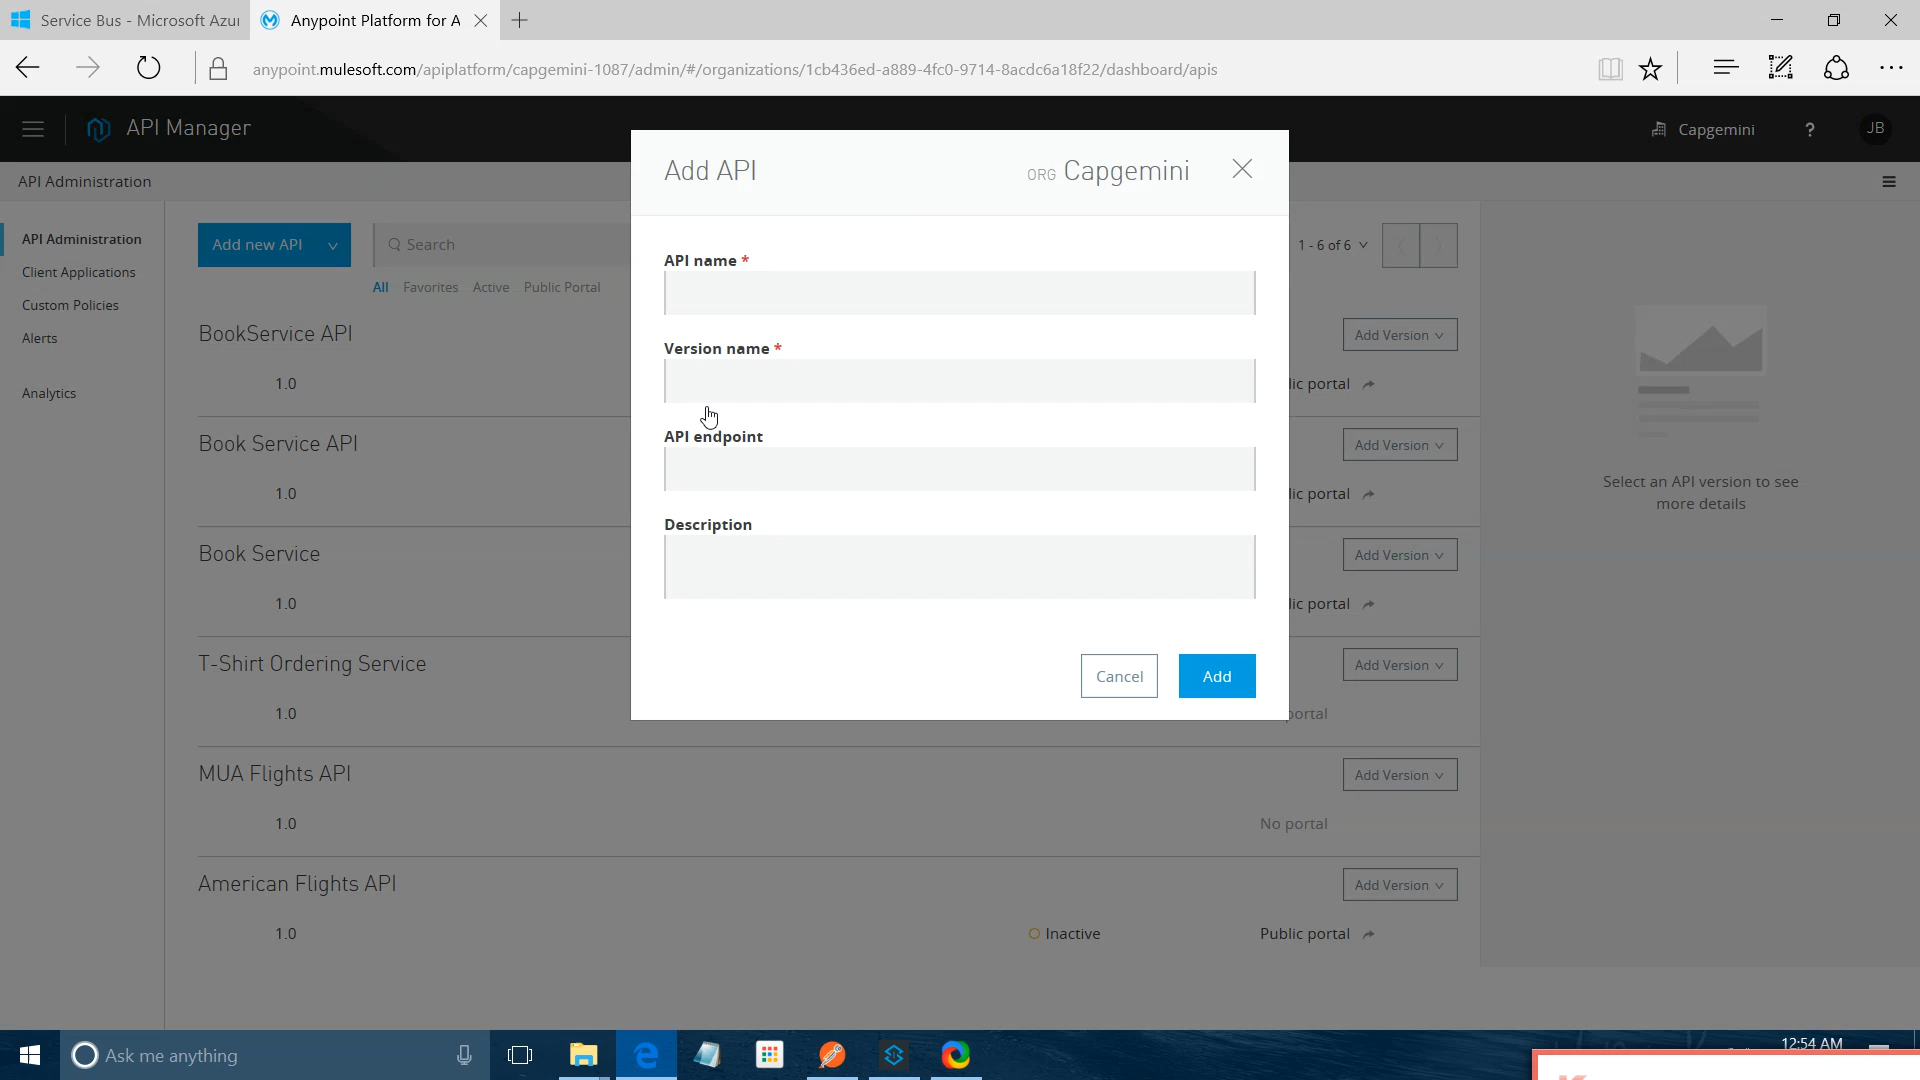 Service Bus - Microsoft Azu
Anypoint Platform for A
anypoint.mulesoft.com/apiplatform/capgemini-1087/admin/#/organizations/1cb436ed-a889-4fc0-9714-8acdc6a18f22/dashboard/apis
API Manager
Capgemini
?
JB
API Administration
API Administration
Client Applications
Custom Policies
Alerts
Analytics
Add new API
Search
1 - 6 of 6
All Favorites Active Public Portal
BookService API
Add Version
1.0
lic portal
Book Service API
Add Version
1.0
lic portal
Book Service
Add Version
1.0
lic portal
T-Shirt Ordering Service
Add Version
1.0
portal
MUA Flights API
Add Version
1.0
No portal
American Flights API
Add Version
1.0
Inactive
Public portal
Select an API version to see
more details
Add API
ORG Capgemini
API name *
Version name *
API endpoint
Description
Cancel
Add
Ask me anything
12:54 AM